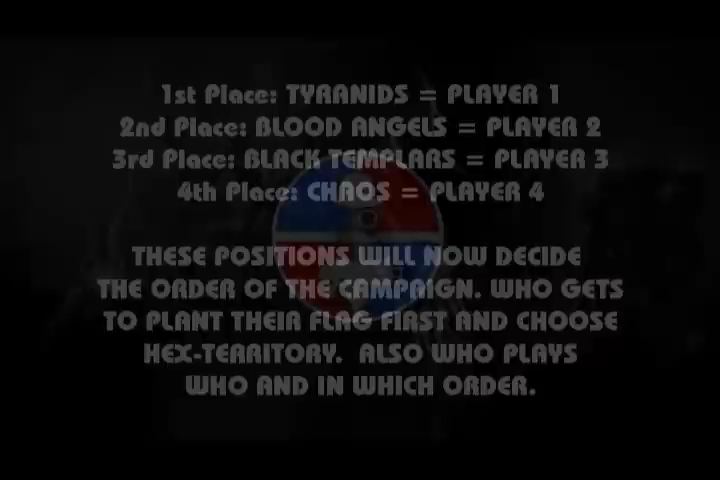 1st Place: TYRANIDS = PLAYER 1
2nd Place: BLOOD ANGELS = PLAYER 2
3rd Place: BLACK TEMPLARS = PLAYER 3
4th Place: CHAOS = PLAYER 4
THESE POSITIONS WILL NOW DECIDE
THE ORDER OF THE CAMPAIGN. WHO GETS
TO PLANT THEIR FLAG FIRST AND CHOOSE
HEX-TERRITORY. ALSO WHO PLAYS
WHO AND IN WHICH ORDER.